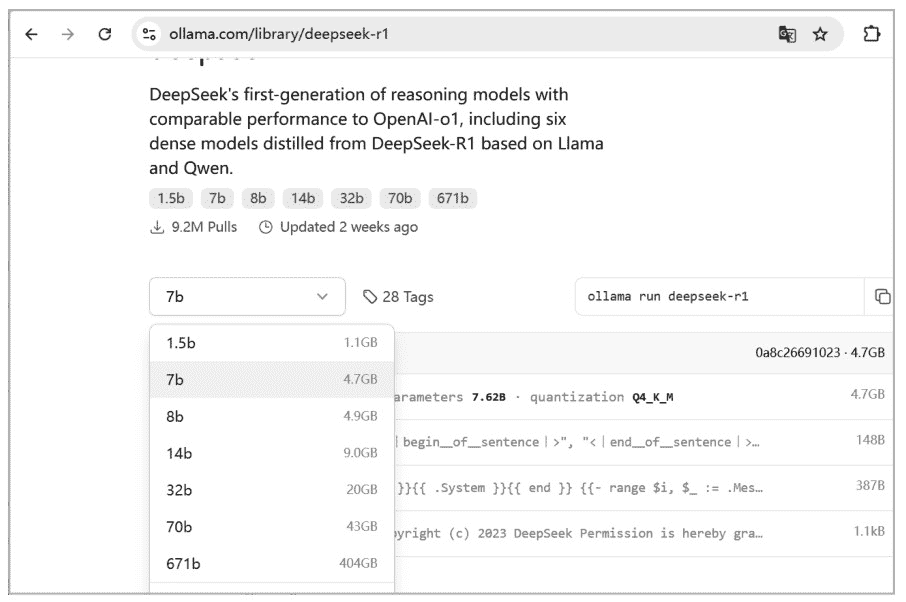 ollama.com/library/deepseek-r1
DeepSeek's first-generation of reasoning models with
comparable performance to OpenAI-o1, including six
dense models distilled from DeepSeek-R1 based on Llama
and Qwen.
1.5b 7b 8b 14b 32b 70b 671b
9.2M Pulls Updated 2 weeks ago
7b 28 Tags ollama run deepseek-r1
1.5b 1.1GB
0a8c26691023 · 4.7GB
7b 4.7GB
arameters 7.62B · quantization Q4_K_M 4.7GB
8b 4.9GB
begin__of__sentence|>", "<|end__of__sentence|>… 148B
14b 9.0GB
}}{{ .System }}{{ end }} {{- range $i, $_ := .Mes… 387B
32b 20GB
70b 43GB
pyright (c) 2023 DeepSeek Permission is hereby gra… 1.1kB
671b 404GB